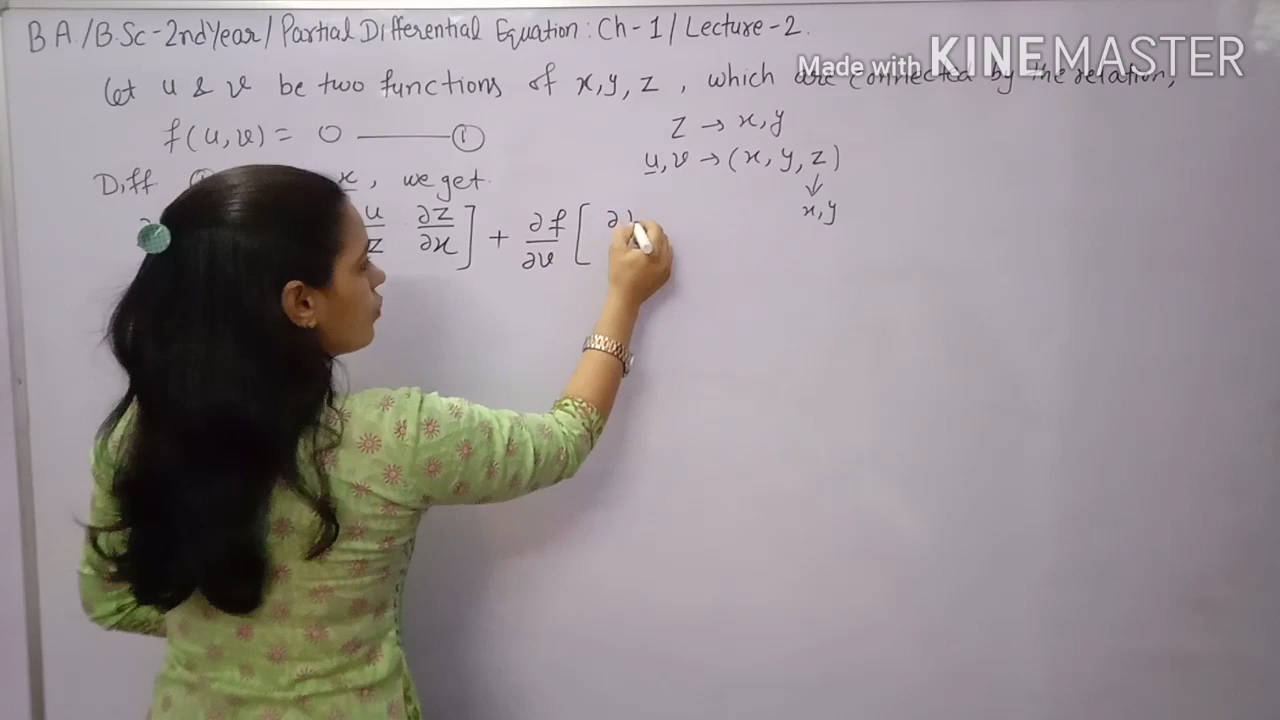 B.A./B.Sc-2nd Year/Partial Differential Equation: Ch-1/Lecture-2.
Made with KINEMASTER
Let u & v be two functions of x, y, z, which are connected by the relation,
f(u, v) = 0 —— ①
z → x, y
u, v → (x, y, z)
↓
x, y
Diff x, we get
u/z ∂z/∂x ] + ∂f/∂v [ ∂